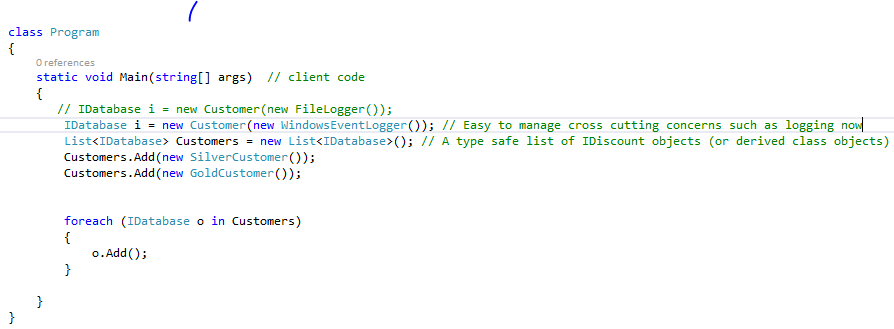 class Program
{
0 references
static void Main(string[] args) // client code
{
// IDatabase i = new Customer(new FileLogger());
IDatabase i = new Customer(new WindowsEventLogger()); // Easy to manage cross cutting concerns such as logging now
List<IDatabase> Customers = new List<IDatabase>(); // A type safe list of IDiscount objects (or derived class objects)
Customers.Add(new SilverCustomer());
Customers.Add(new GoldCustomer());
foreach (IDatabase o in Customers)
{
o.Add();
}
}
}